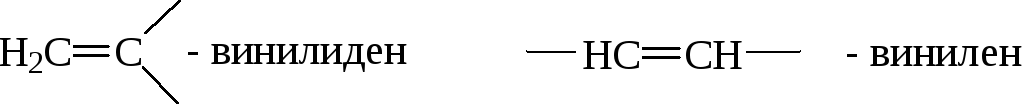 H₂C=C - винилиден —HC=CH— - винилен